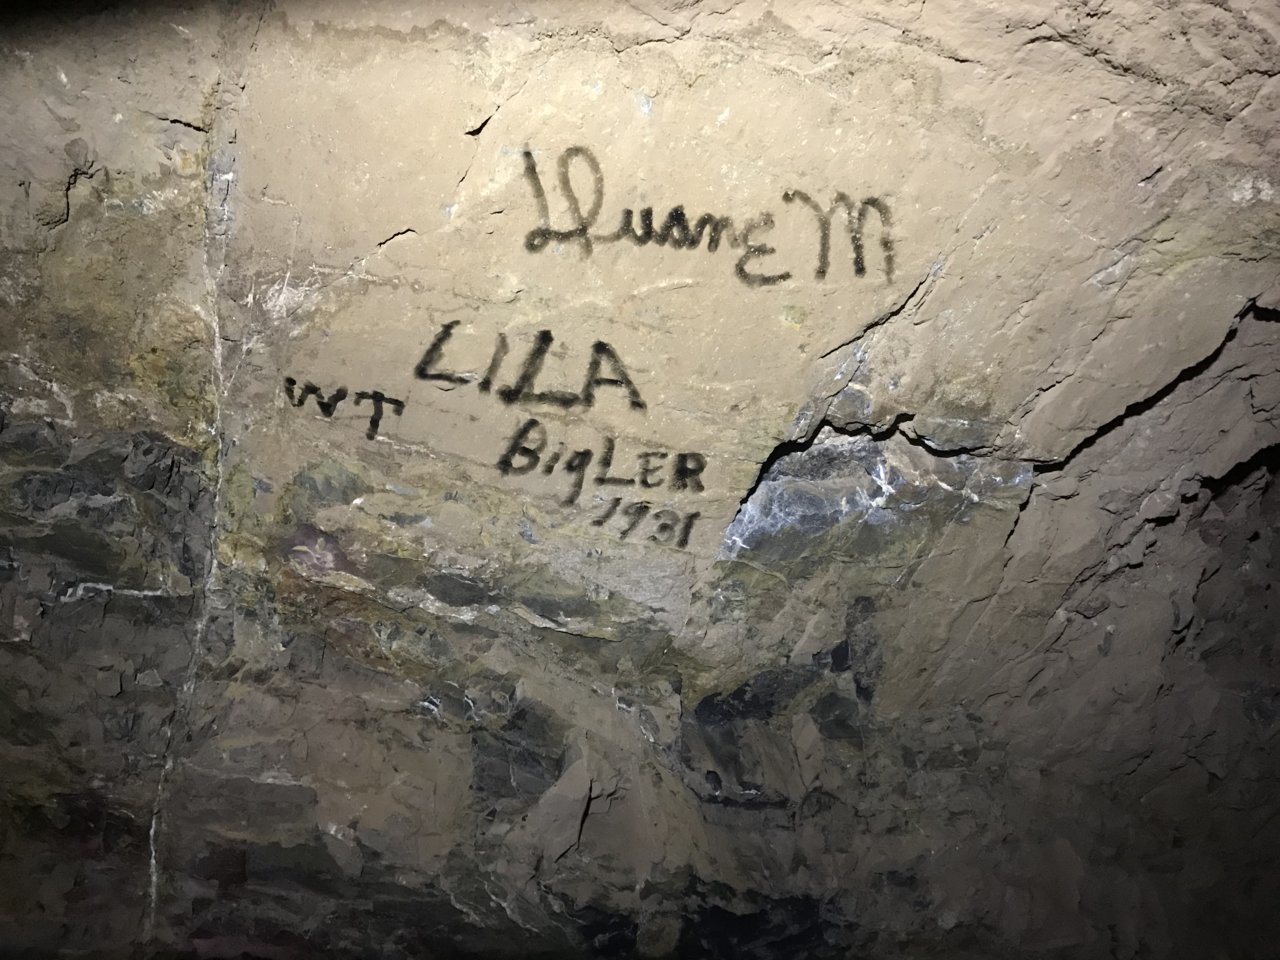 Duane M
LILA
WT
BigLER
1931